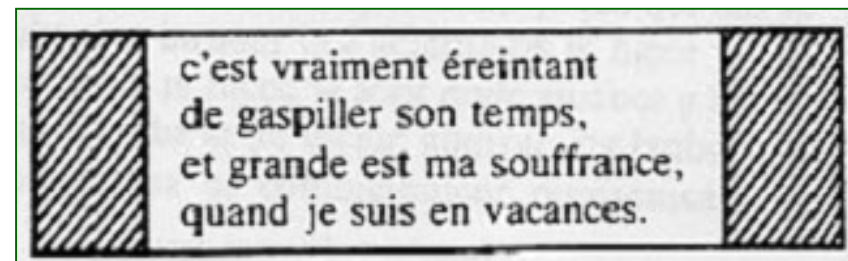 c'est vraiment éreintant
de gaspiller son temps,
et grande est ma souffrance,
quand je suis en vacances.